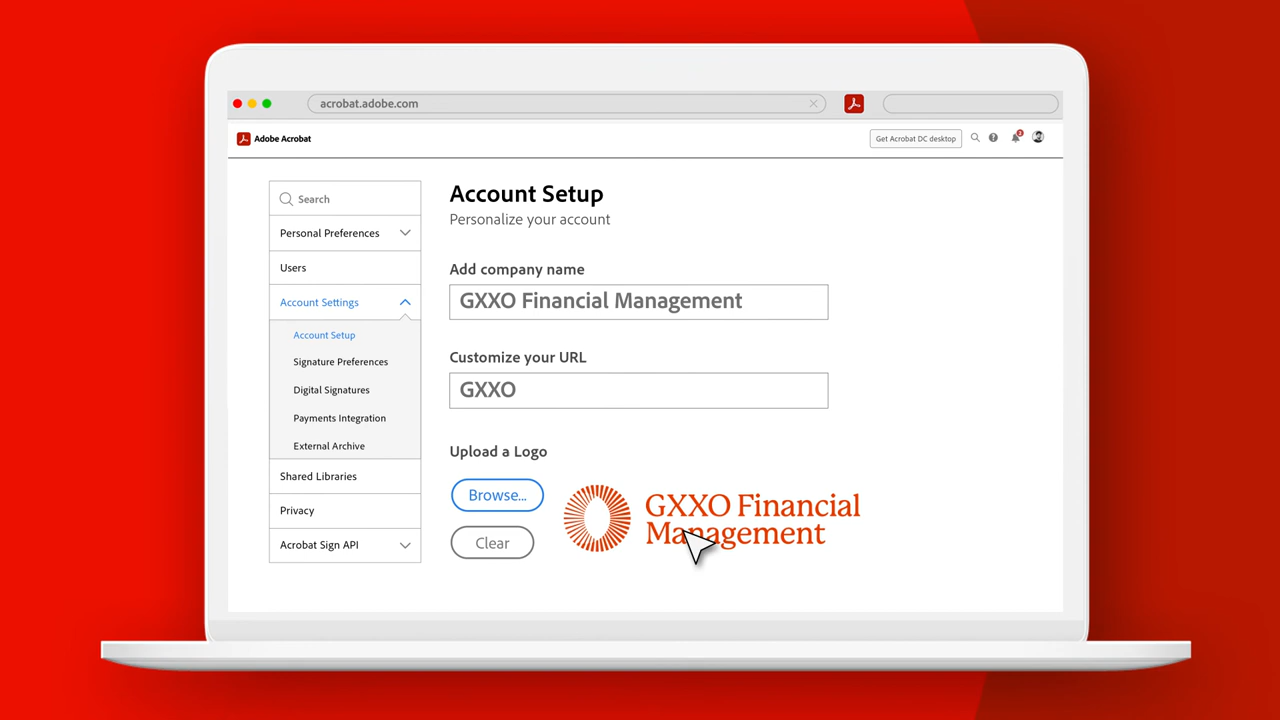 acrobat.adobe.com
Adobe Acrobat
Get Acrobat DC desktop
Search
Personal Preferences
Users
Account Settings
Account Setup
Signature Preferences
Digital Signatures
Payments Integration
External Archive
Shared Libraries
Privacy
Acrobat Sign API
Account Setup
Personalize your account
Add company name
GXXO Financial Management
Customize your URL
GXXO
Upload a Logo
Browse...
Clear
GXXO Financial
Management